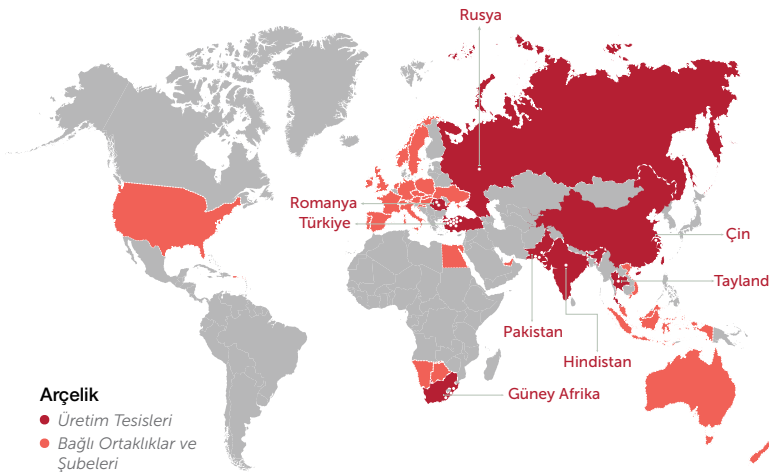 Rusya
Romanya
Türkiye
Çin
Tayland
Pakistan
Hindistan
Güney Afrika
Arçelik
Üretim Tesisleri
Bağlı Ortaklıklar ve
Şubeleri